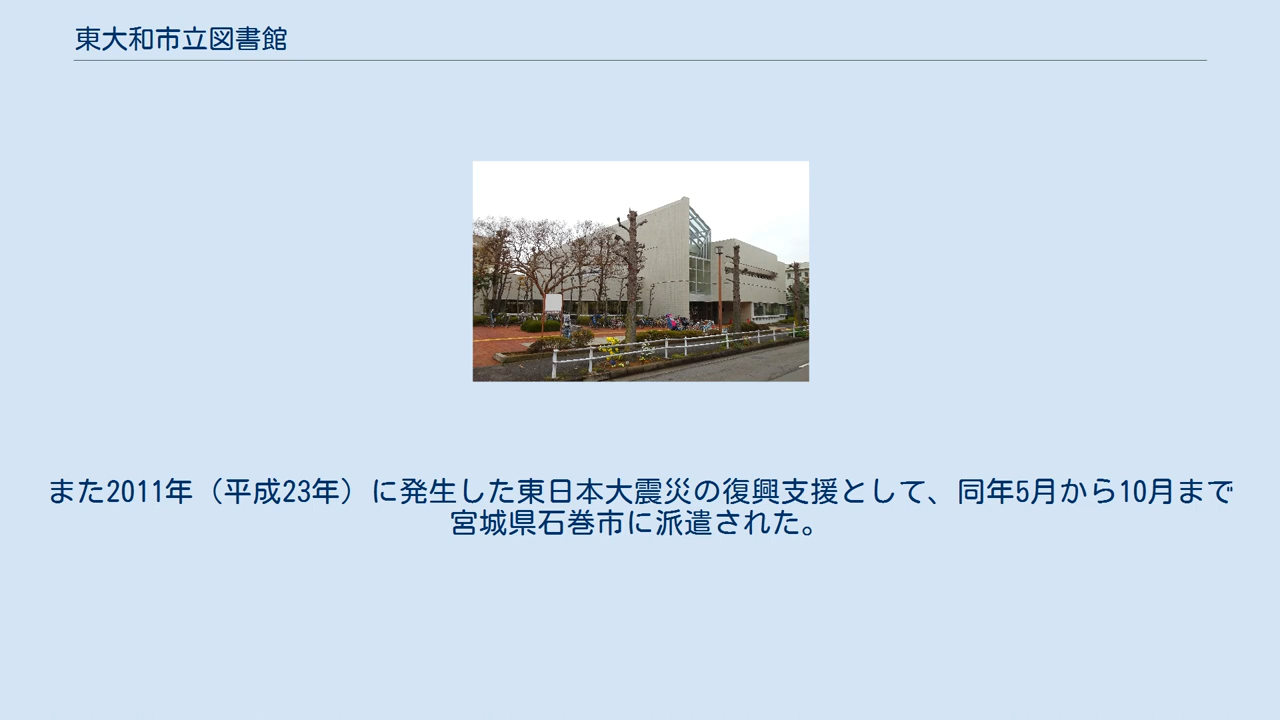 東大和市立図書館
また2011年（平成23年）に発生した東日本大震災の復興支援として、同年5月から10月まで
宮城県石巻市に派遣された。